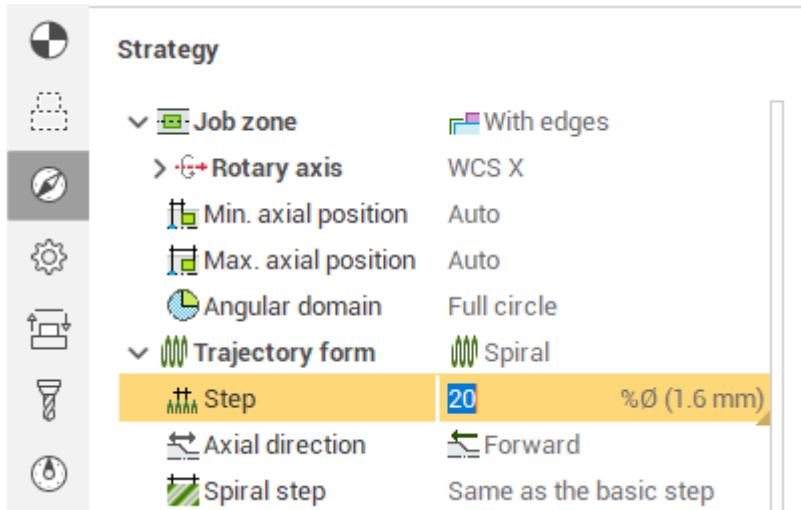 Strategy
Job zone With edges
Rotary axis WCS X
Min. axial position Auto
Max. axial position Auto
Angular domain Full circle
Trajectory form Spiral
Step 20 %Ø (1.6 mm)
Axial direction Forward
Spiral step Same as the basic step